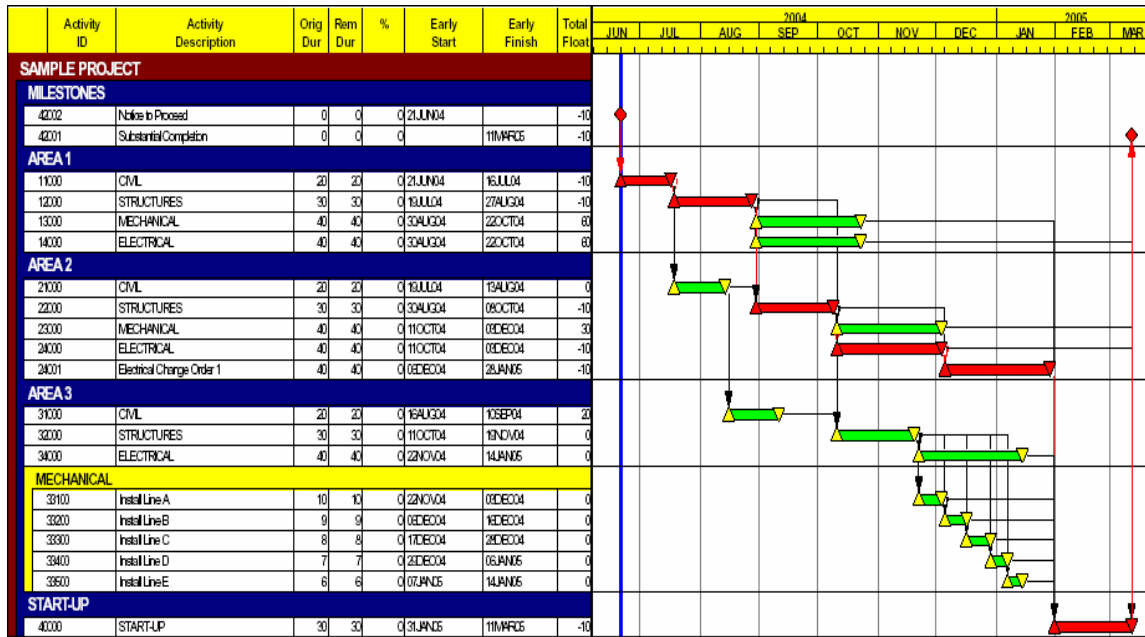 Activity ID Activity Description Orig Dur Rem Dur % Early Start Early Finish Total Float 2004 2005
JUN JUL AUG SEP OCT NOV DEC JAN FEB MAR
SAMPLE PROJECT
MILESTONES
42002 Notice to Proceed 0 0 0 21JUN04 -10
42001 Substantial Completion 0 0 0 11MAR05 -10
AREA 1
11000 CIVIL 20 20 0 21JUN04 16JUL04 -10
12000 STRUCTURES 30 30 0 19JUL04 27AUG04 -10
13000 MECHANICAL 40 40 0 30AUG04 22OCT04 60
14000 ELECTRICAL 40 40 0 30AUG04 22OCT04 60
AREA 2
21000 CIVIL 20 20 0 19JUL04 13AUG04 0
22000 STRUCTURES 30 30 0 30AUG04 08OCT04 -10
23000 MECHANICAL 40 40 0 11OCT04 03DEC04 30
24000 ELECTRICAL 40 40 0 11OCT04 03DEC04 -10
24001 Electrical Change Order 1 40 40 0 06DEC04 28JAN05 -10
AREA 3
31000 CIVIL 20 20 0 16AUG04 10SEP04 20
32000 STRUCTURES 30 30 0 11OCT04 19NOV04 0
34000 ELECTRICAL 40 40 0 22NOV04 14JAN05 0
MECHANICAL
33100 Install Line A 10 10 0 22NOV04 03DEC04 0
33200 Install Line B 9 9 0 06DEC04 16DEC04 0
33300 Install Line C 8 8 0 17DEC04 28DEC04 0
33400 Install Line D 7 7 0 29DEC04 06JAN05 0
33500 Install Line E 6 6 0 07JAN05 14JAN05 0
START-UP
40000 START-UP 30 30 0 31JAN05 11MAR05 -10